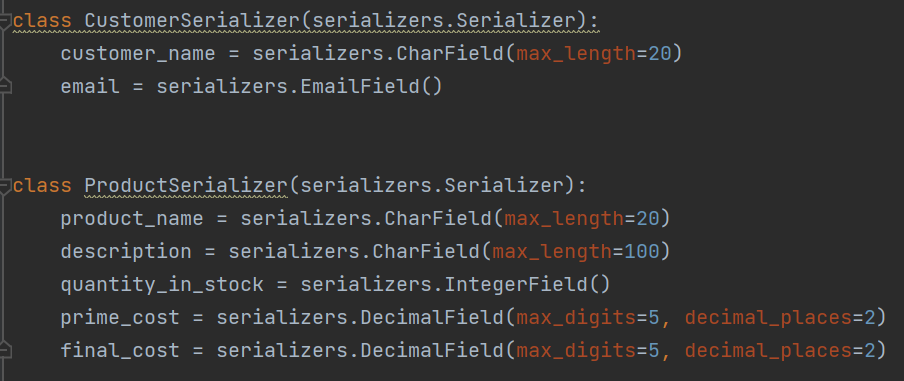 class CustomerSerializer(serializers.Serializer):
    customer_name = serializers.CharField(max_length=20)
    email = serializers.EmailField()
class ProductSerializer(serializers.Serializer):
    product_name = serializers.CharField(max_length=20)
    description = serializers.CharField(max_length=100)
    quantity_in_stock = serializers.IntegerField()
    prime_cost = serializers.DecimalField(max_digits=5, decimal_places=2)
    final_cost = serializers.DecimalField(max_digits=5, decimal_places=2)